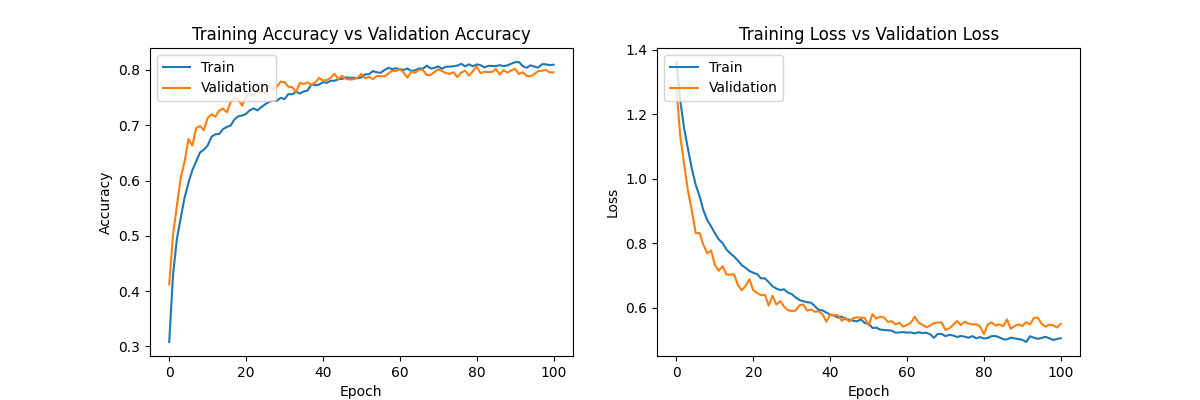 Training Accuracy vs Validation Accuracy
Train
Validation
0.8
0.7
0.6
0.5
0.4
0.3
Accuracy
0 20 40 60 80 100
Epoch
Training Loss vs Validation Loss
Train
Validation
1.4
1.2
1.0
0.8
0.6
Loss
0 20 40 60 80 100
Epoch